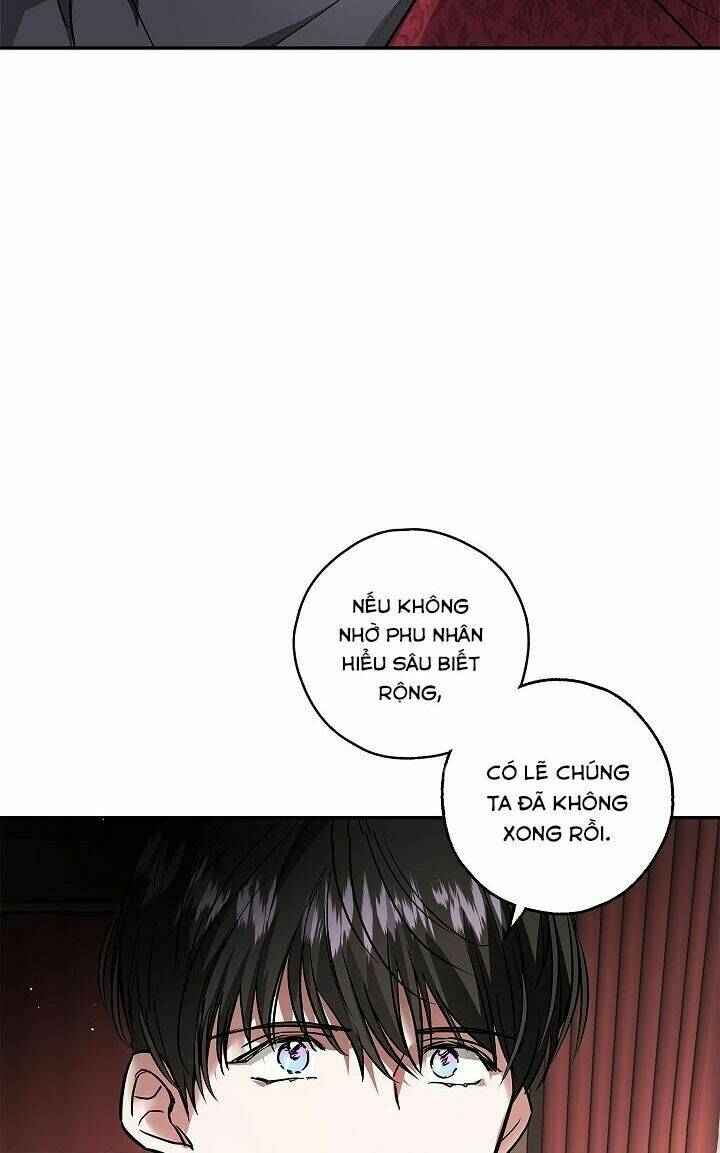 NẾU KHÔNG
NHỜ PHU NHÂN
HIỂU SÂU BIẾT
RỘNG,
CÓ LẼ CHÚNG
TA ĐÃ KHÔNG
XONG RỒI.